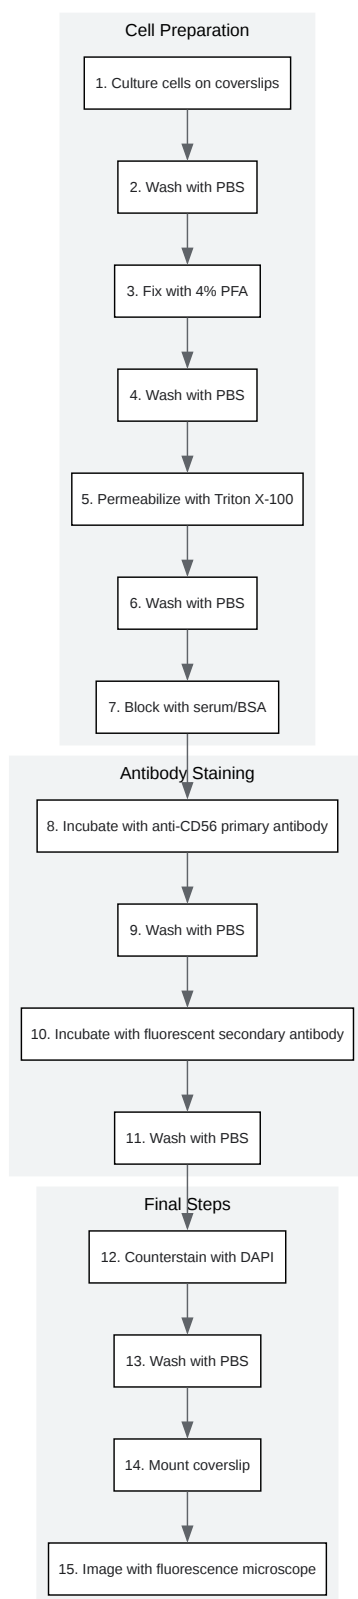 Cell Preparation
1. Culture cells on coverslips
2. Wash with PBS
3. Fix with 4% PFA
4. Wash with PBS
5. Permeabilize with Triton X-100
6. Wash with PBS
7. Block with serum/BSA
Antibody Staining
8. Incubate with anti-CD56 primary antibody
9. Wash with PBS
10. Incubate with fluorescent secondary antibody
11. Wash with PBS
Final Steps
12. Counterstain with DAPI
13. Wash with PBS
14. Mount coverslip
15. Image with fluorescence microscope